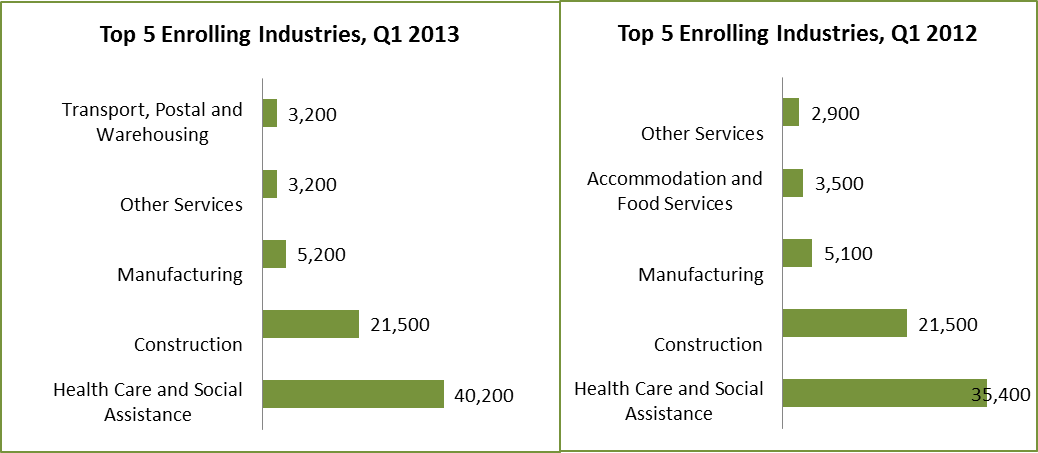 Top 5 Enrolling Industries, Q1 2013
Transport, Postal and
Warehousing
3,200
Other Services
3,200
Manufacturing
5,200
Construction
21,500
Health Care and Social
Assistance
40,200
Top 5 Enrolling Industries, Q1 2012
Other Services
2,900
Accommodation and
Food Services
3,500
Manufacturing
5,100
Construction
21,500
Health Care and Social
Assistance
35,400